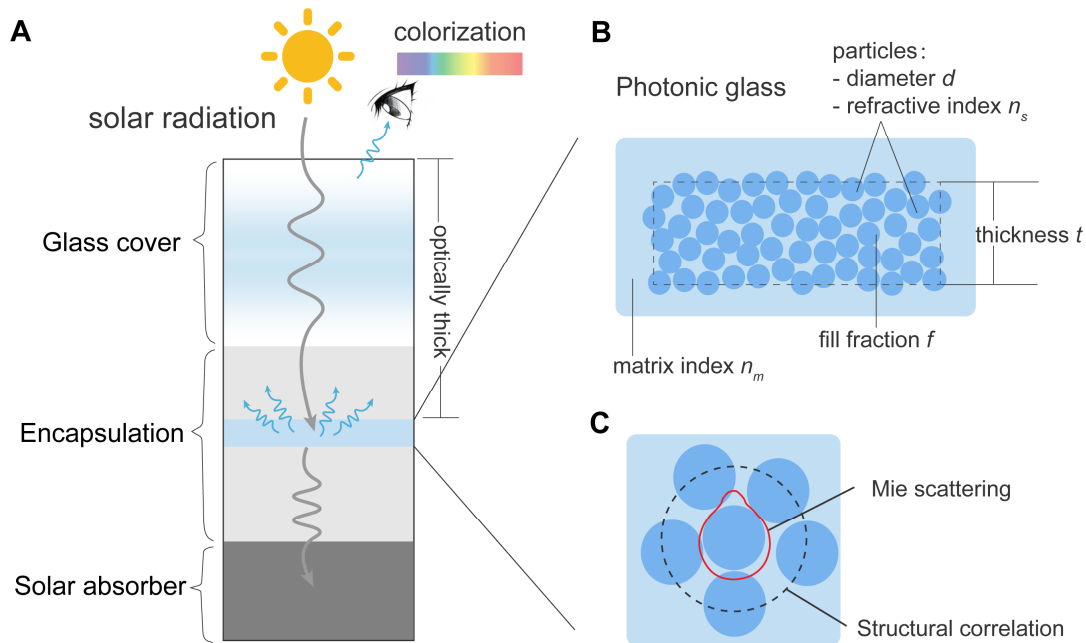 A
colorization
solar radiation
Glass cover
optically thick
Encapsulation
Solar absorber
B
particles:
- diameter d
- refractive index nₛ
Photonic glass
thickness t
fill fraction f
matrix index nₘ
C
Mie scattering
Structural correlation